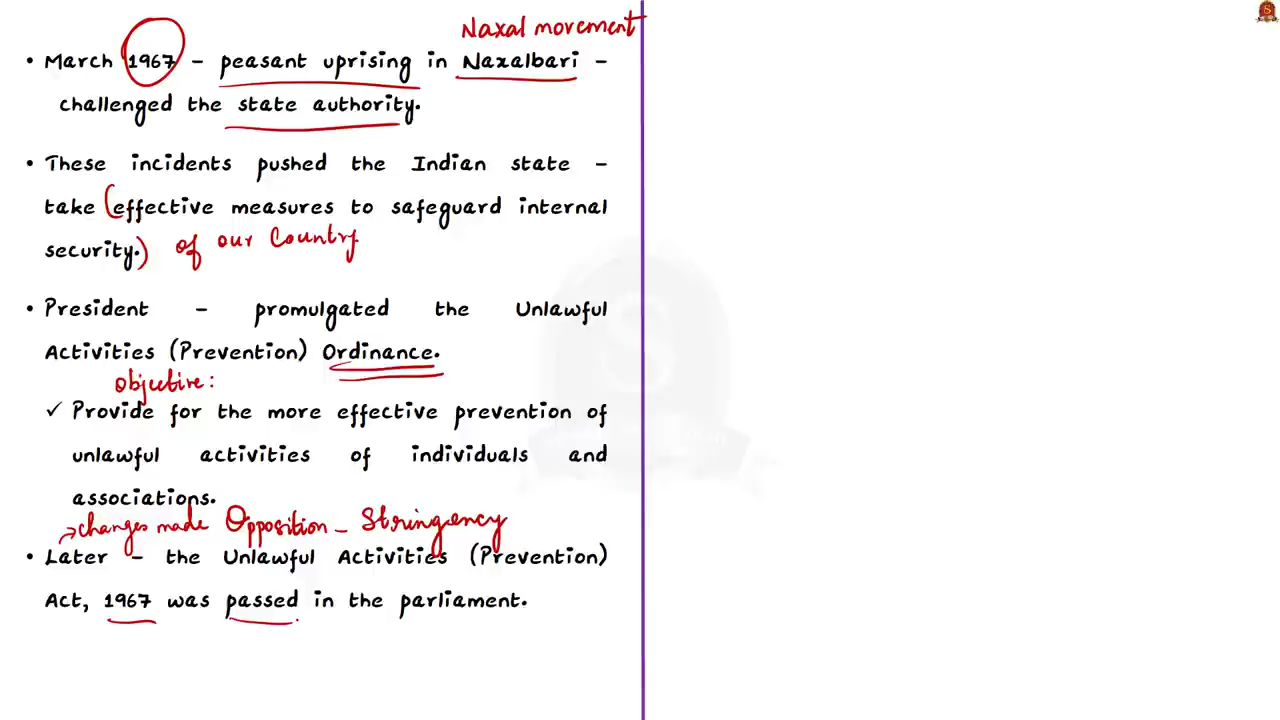 Naxal movement
• March 1967 - peasant uprising in Naxalbari -
challenged the state authority.
• These incidents pushed the Indian state -
take (effective measures to safeguard internal
security.) of our Country
• President - promulgated the Unlawful
Activities (Prevention) Ordinance.
Objective:
✓ Provide for the more effective prevention of
unlawful activities of individuals and
associations.
→ changes made Opposition - Stringency
• Later - the Unlawful Activities (Prevention)
Act, 1967 was passed in the parliament.